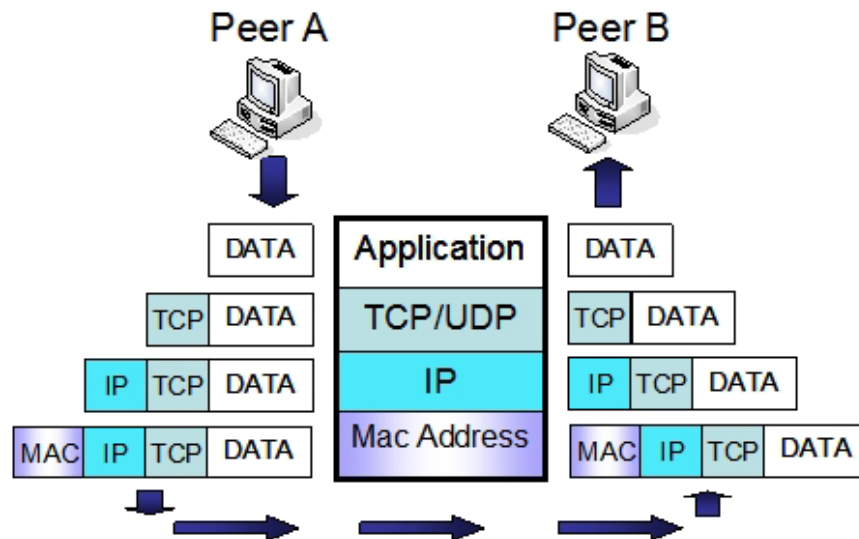 Peer A
Peer B
DATA
Application
DATA
TCP DATA
TCP/UDP
TCP DATA
IP TCP DATA
IP
IP TCP DATA
MAC IP TCP DATA
Mac Address
MAC IP TCP DATA